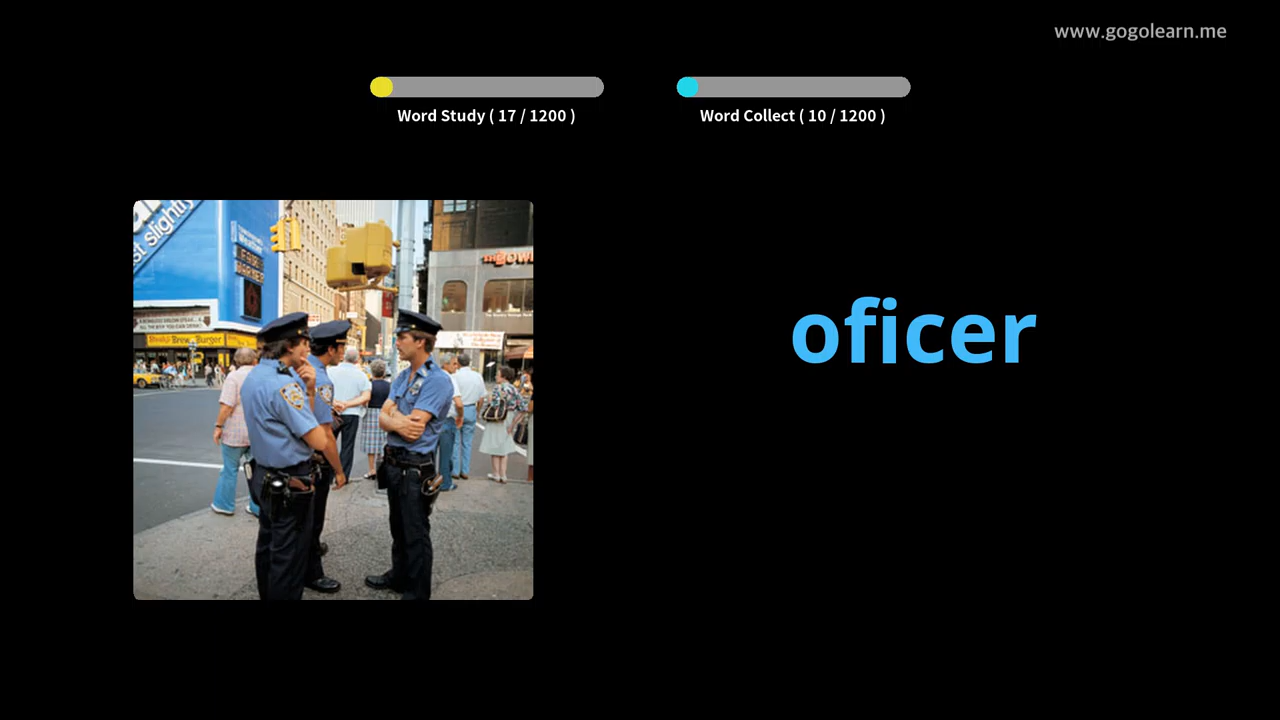 www.gogolearn.me
Word Study ( 17 / 1200 )
Word Collect ( 10 / 1200 )
st slightly
Brew Burger
oficer